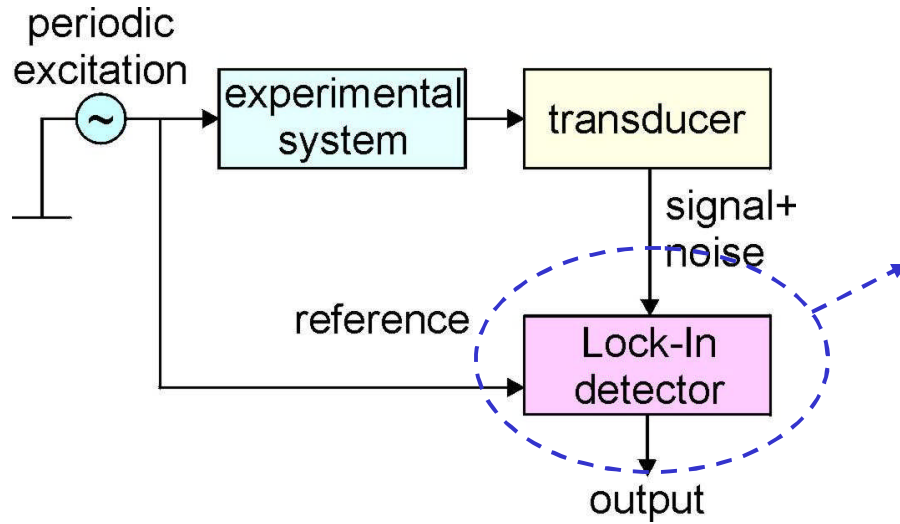 periodic
excitation
~
experimental
system
transducer
signal+
noise
reference
Lock-In
detector
output